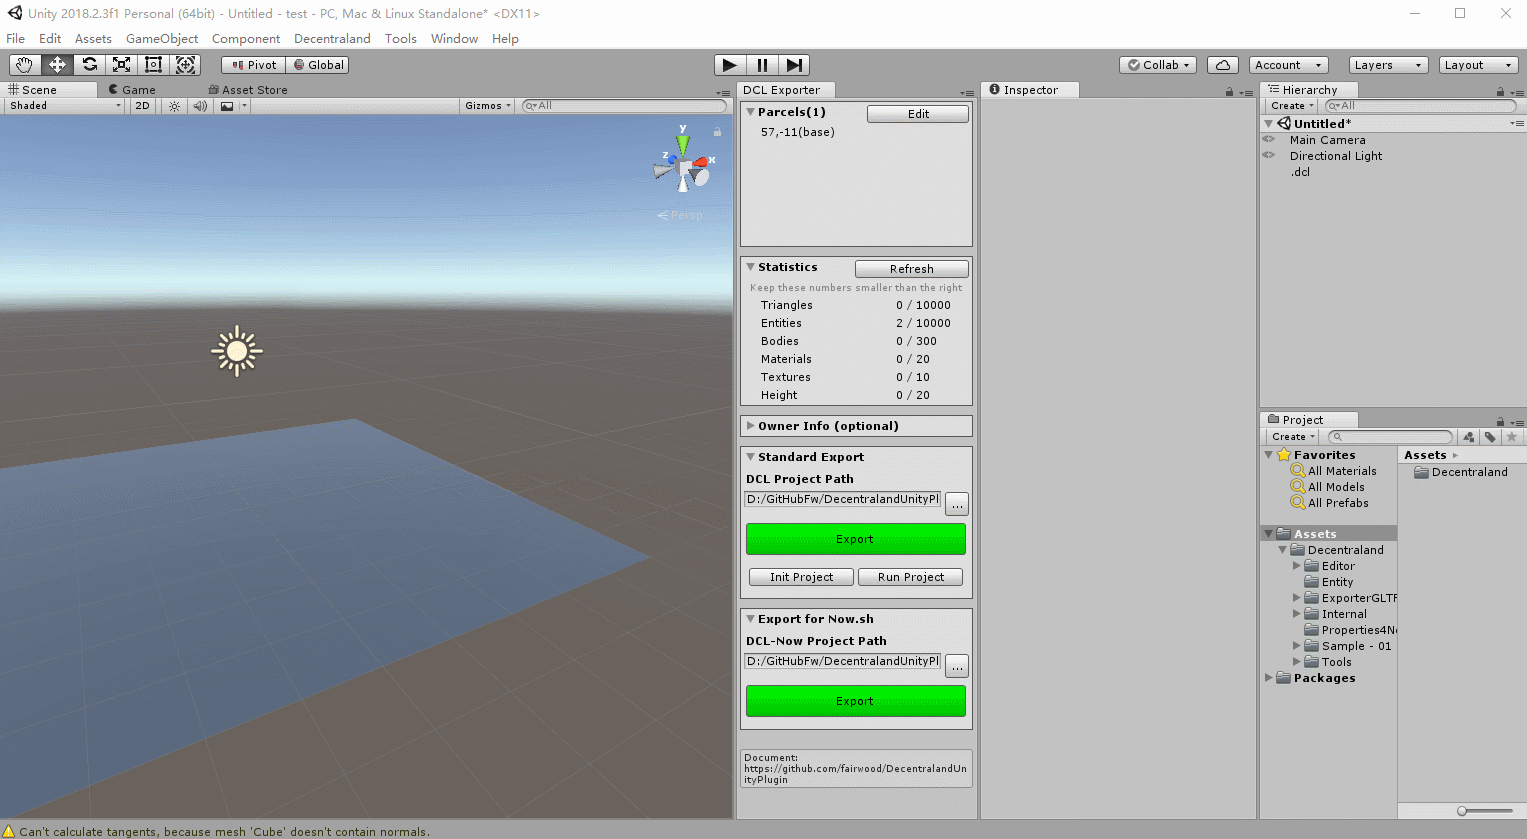 Unity 2018.2.3f1 Personal (64bit) - Untitled - test - PC, Mac & Linux Standalone* <DX11>
File Edit Assets GameObject Component Decentraland Tools Window Help
Pivot Global Collab Account Layers Layout
Scene Game Asset Store
Shaded 2D Gizmos All
y
z
x
Persp
DCL Exporter
Parcels(1) Edit
57,-11(base)
Statistics Refresh
Keep these numbers smaller than the right
Triangles 0 / 10000
Entities 2 / 10000
Bodies 0 / 300
Materials 0 / 20
Textures 0 / 10
Height 0 / 20
Owner Info (optional)
Standard Export
DCL Project Path
D:/GitHubFw/DecentralandUnityPl ...
Export
Init Project Run Project
Export for Now.sh
DCL-Now Project Path
D:/GitHubFw/DecentralandUnityPl ...
Export
Document:
https://github.com/fairwood/DecentralandUn
ityPlugin
Inspector
Hierarchy
Create All
Untitled*
Main Camera
Directional Light
.dcl
Project
Create
Favorites
All Materials
All Models
All Prefabs
Assets
Decentraland
Editor
Entity
ExporterGLTF
Internal
Properties4Ne
Sample - 01
Tools
Packages
Assets
Decentraland
Can't calculate tangents, because mesh 'Cube' doesn't contain normals.